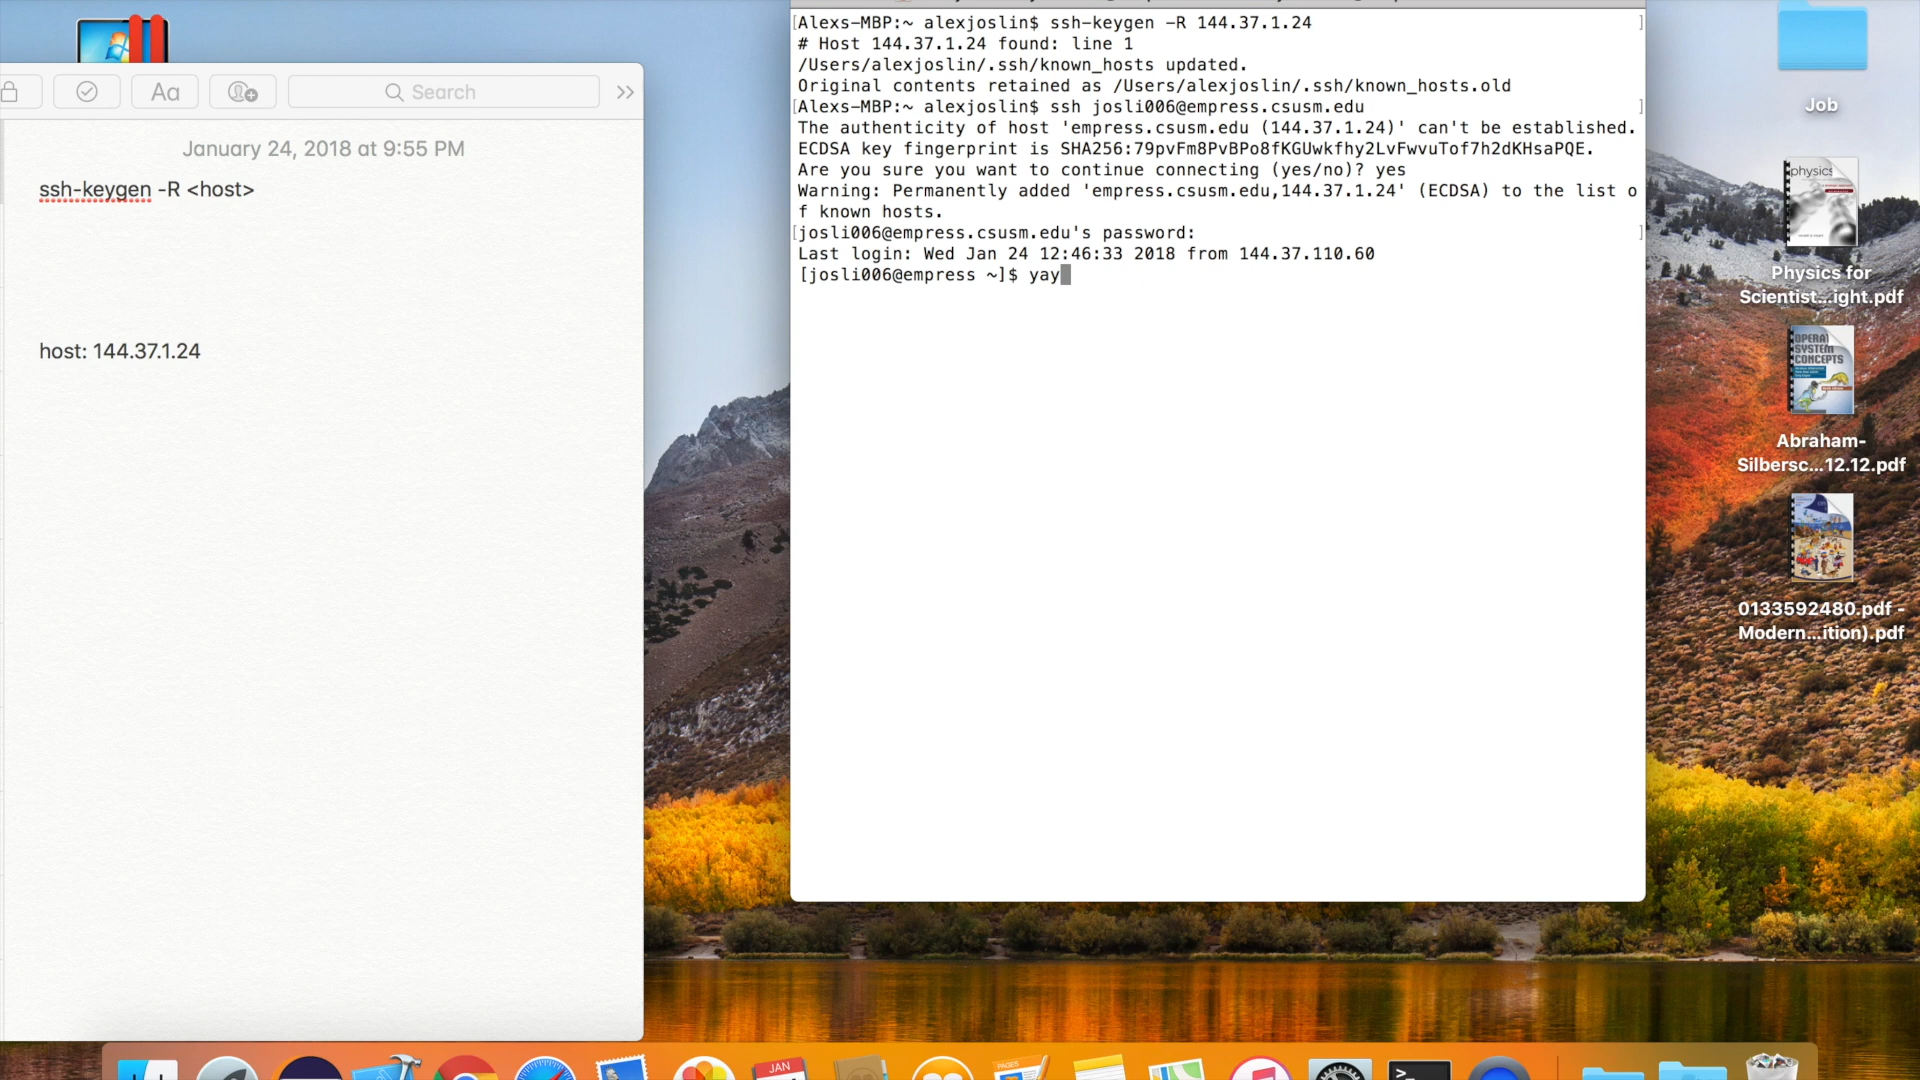 Search
January 24, 2018 at 9:55 PM
ssh-keygen -R <host>
host: 144.37.1.24
[Alexs-MBP:~ alexjoslin$ ssh-keygen -R 144.37.1.24 ]
# Host 144.37.1.24 found: line 1
/Users/alexjoslin/.ssh/known_hosts updated.
Original contents retained as /Users/alexjoslin/.ssh/known_hosts.old
[Alexs-MBP:~ alexjoslin$ ssh josli006@empress.csusm.edu ]
The authenticity of host 'empress.csusm.edu (144.37.1.24)' can't be established.
ECDSA key fingerprint is SHA256:79pvFm8PvBPo8fKGUwkfhy2LvFwvuTof7h2dKHsaPQE.
Are you sure you want to continue connecting (yes/no)? yes
Warning: Permanently added 'empress.csusm.edu,144.37.1.24' (ECDSA) to the list o
f known hosts.
[josli006@empress.csusm.edu's password: ]
Last login: Wed Jan 24 12:46:33 2018 from 144.37.110.60
[josli006@empress ~]$ yay
Job
physics
Physics for
Scientist...ight.pdf
OPERA
SYSTEM
CONCEPTS
Abraham-
Silbersc...12.12.pdf
0133592480.pdf -
Modern...ition).pdf
Aa
JAN
PAGES